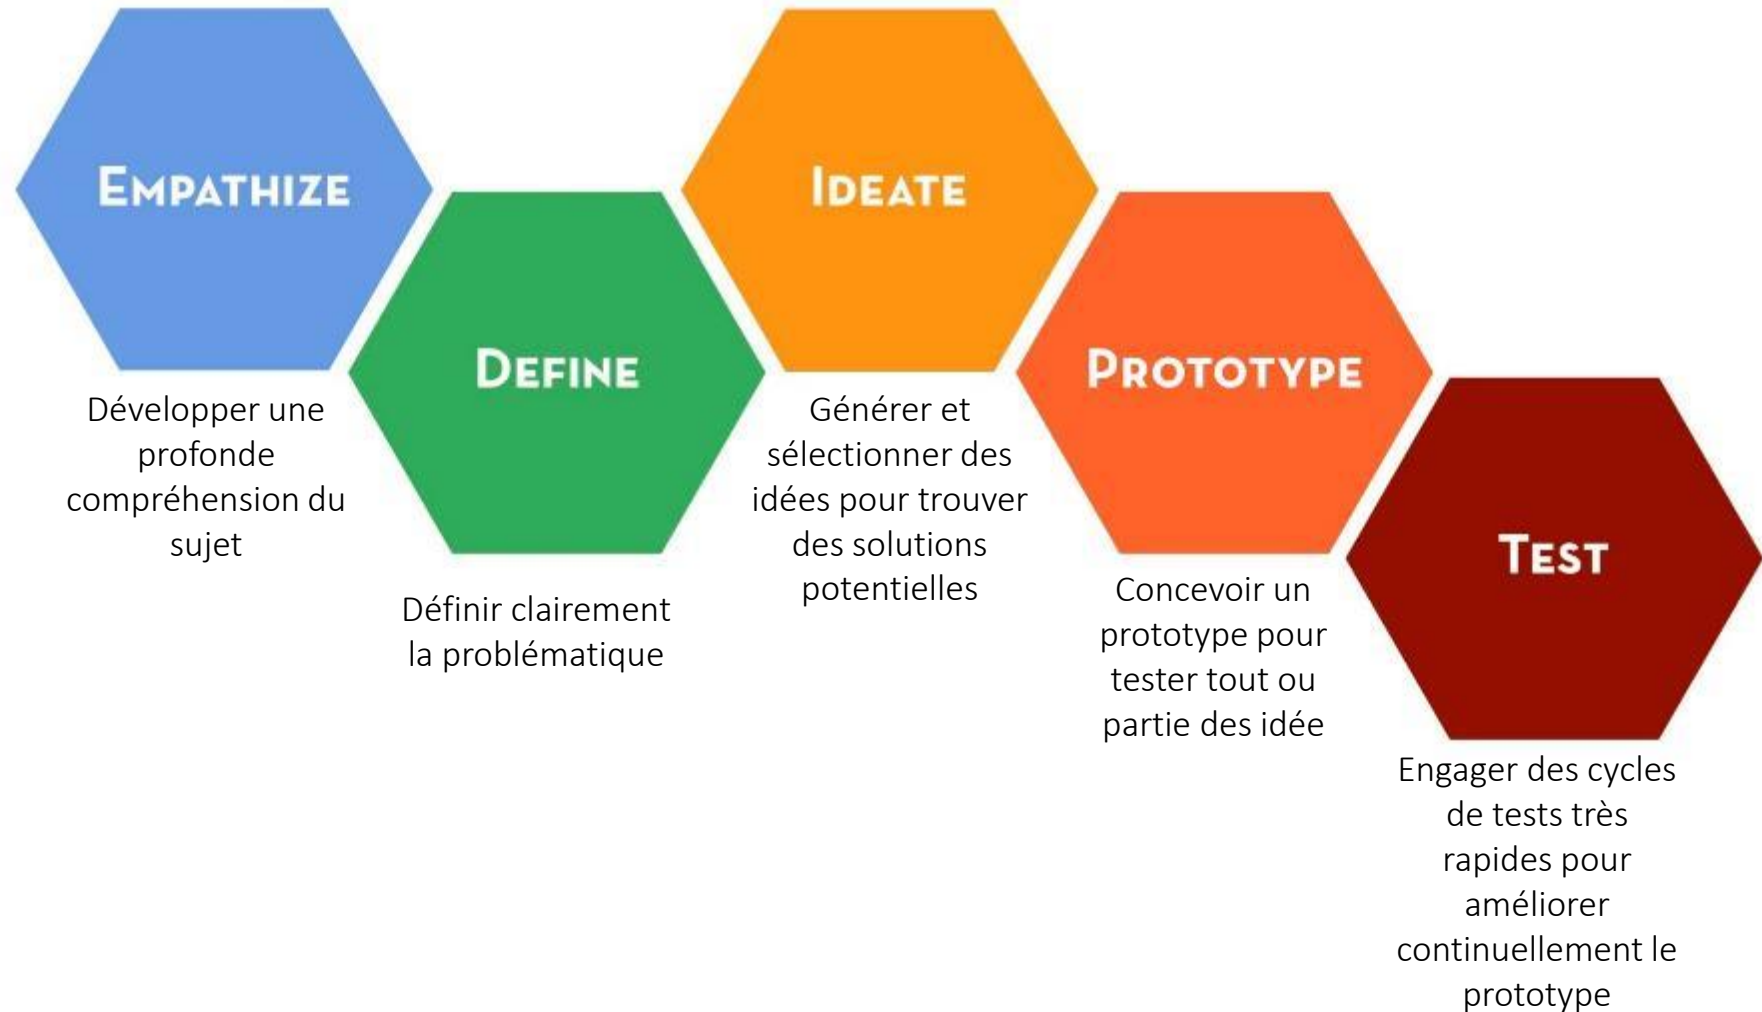 EMPATHIZE
Développer une
profonde
compréhension du
sujet
DEFINE
Définir clairement
la problématique
IDEATE
Générer et
sélectionner des
idées pour trouver
des solutions
potentielles
PROTOTYPE
Concevoir un
prototype pour
tester tout ou
partie des idée
TEST
Engager des cycles
de tests très
rapides pour
améliorer
continuellement le
prototype